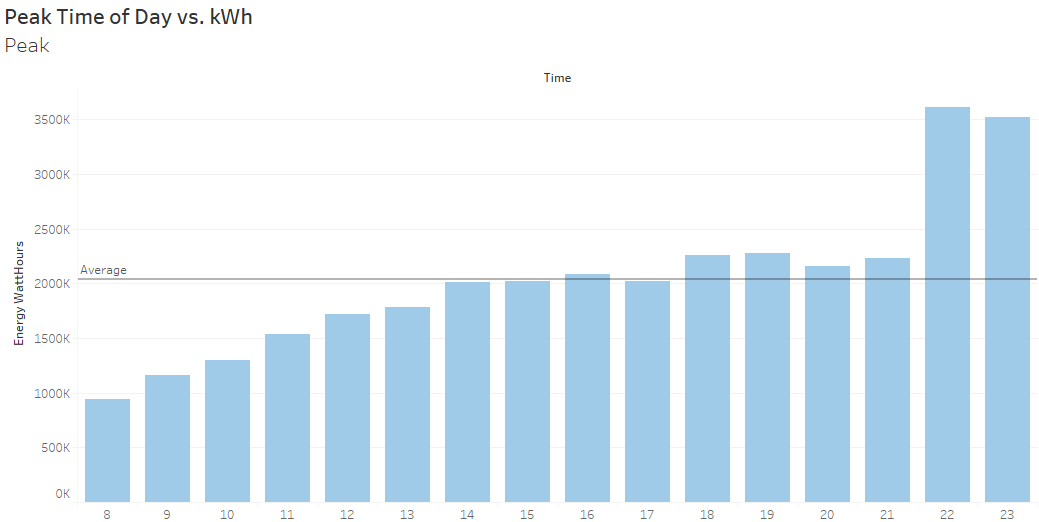 Peak Time of Day vs. kWh
Peak
Time
3500K
3000K
2500K
Average
2000K
1500K
1000K
500K
0K
Energy WattHours
8 9 10 11 12 13 14 15 16 17 18 19 20 21 22 23